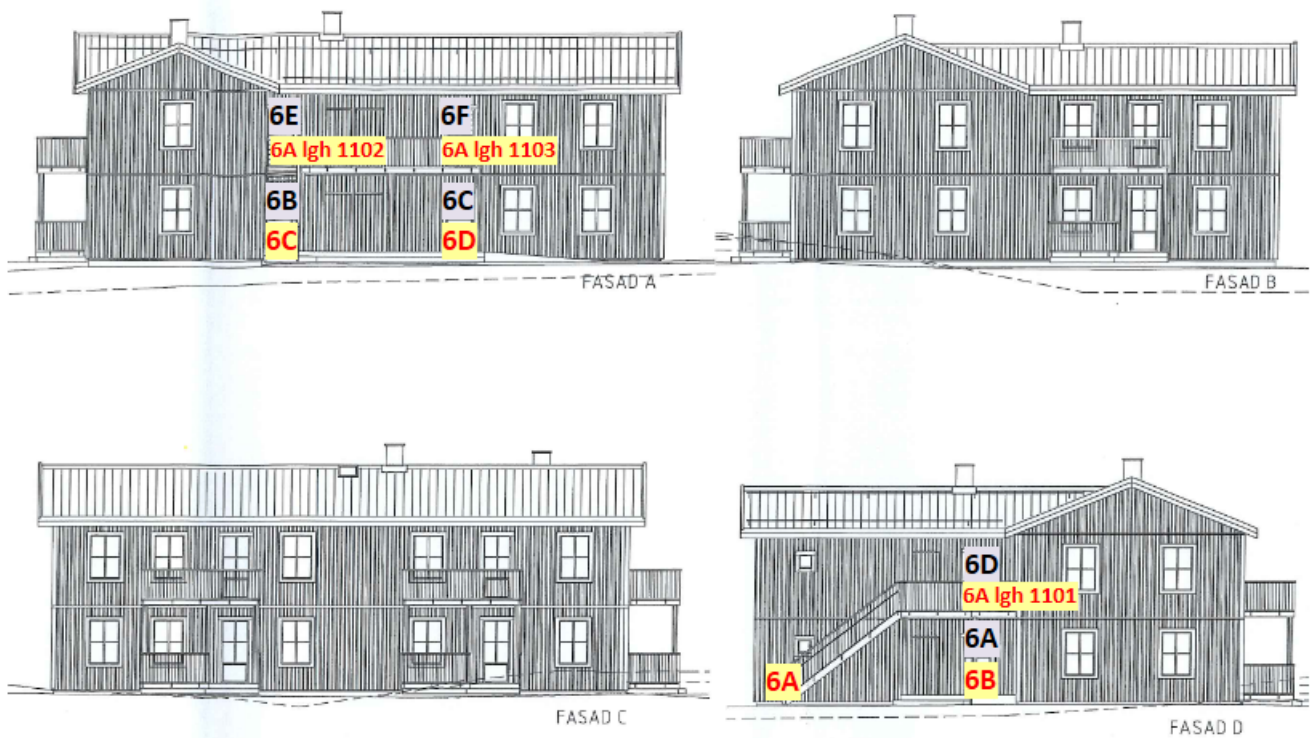 6E
6F
6A lgh 1102
6A lgh 1103
6B
6C
6C
6D
FASAD A
FASAD B
6D
6A lgh 1101
6A
6A
6B
FASAD C
FASAD D